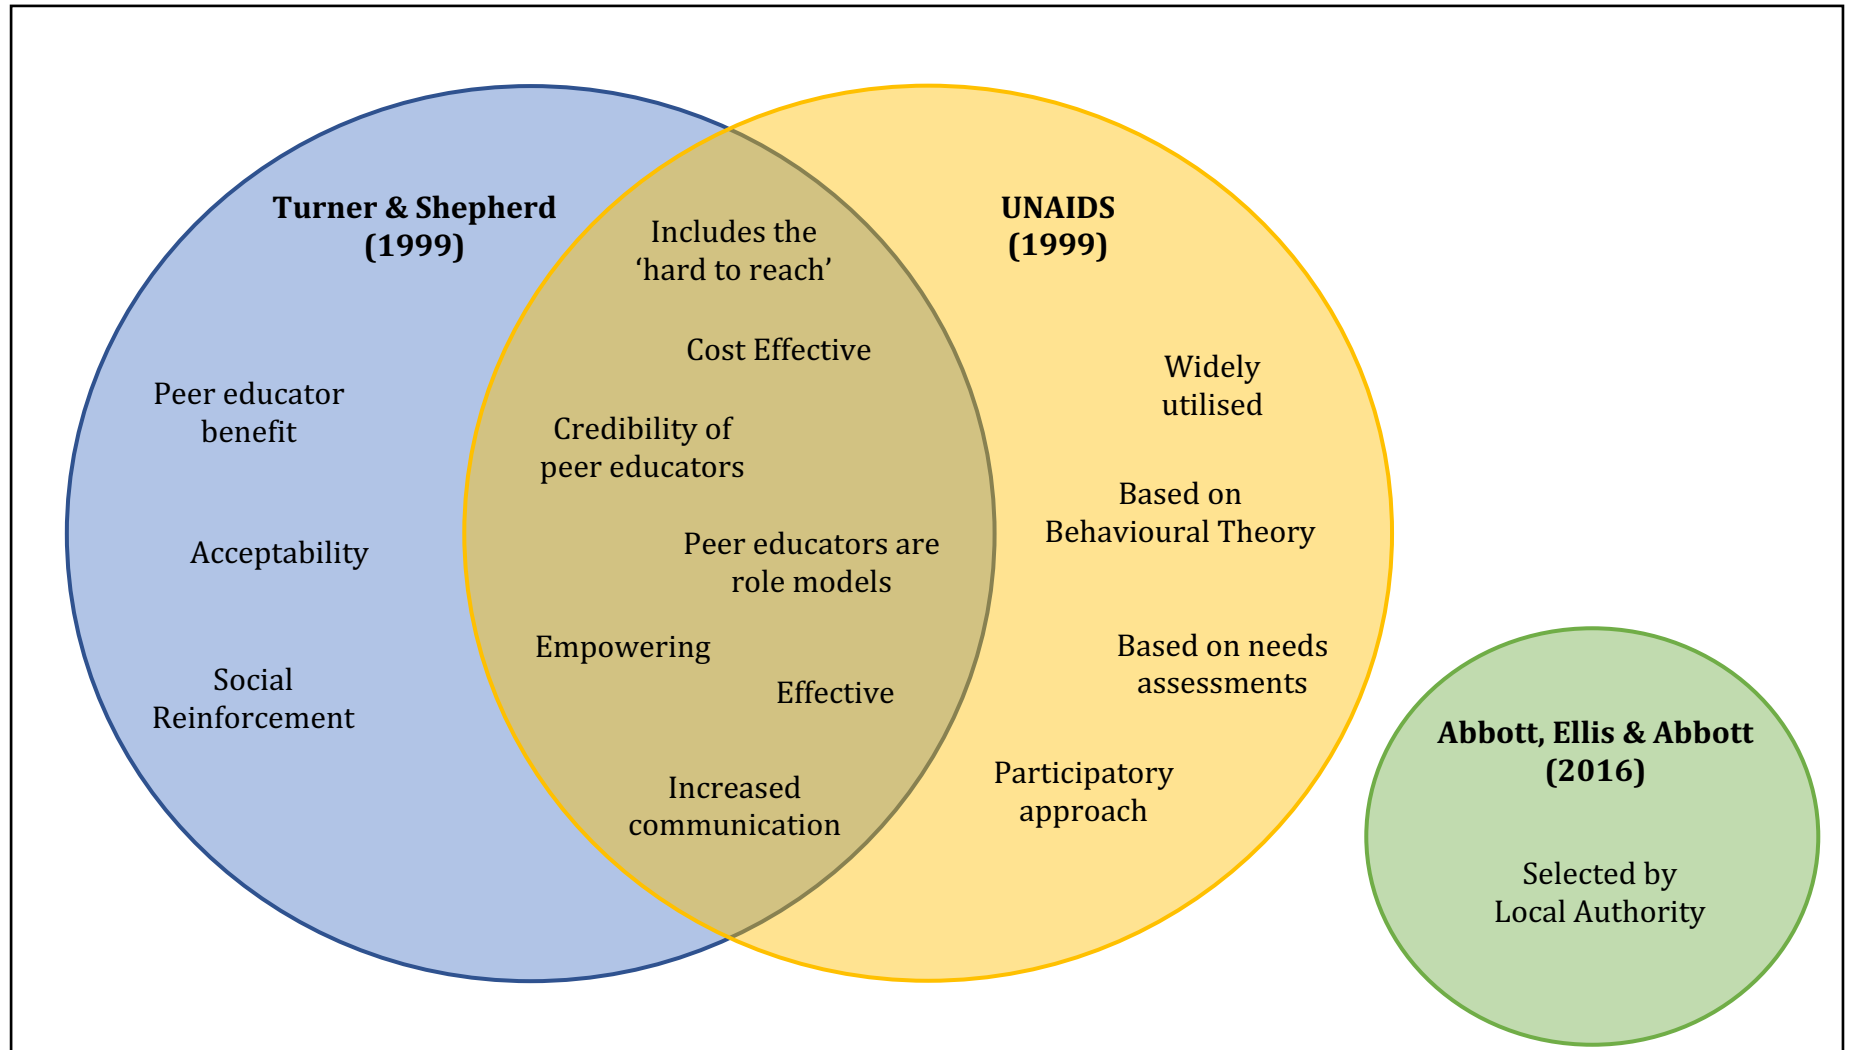 Turner & Shepherd
(1999)
Peer educator
benefit
Acceptability
Social
Reinforcement
Includes the
‘hard to reach’
Cost Effective
Credibility of
peer educators
Peer educators are
role models
Empowering
Effective
Increased
communication
UNAIDS
(1999)
Widely
utilised
Based on
Behavioural Theory
Based on needs
assessments
Participatory
approach
Abbott, Ellis & Abbott
(2016)
Selected by
Local Authority